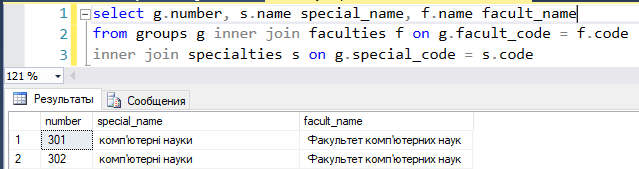 1 select g.number, s.name special_name, f.name facult_name
2 from groups g inner join faculties f on g.facult_code = f.code
3 inner join specialties s on g.special_code = s.code
121 %
Результаты Сообщения
number special_name facult_name
1 301 комп'ютерні науки Факультет комп'ютерних наук
2 302 комп'ютерні науки Факультет комп'ютерних наук